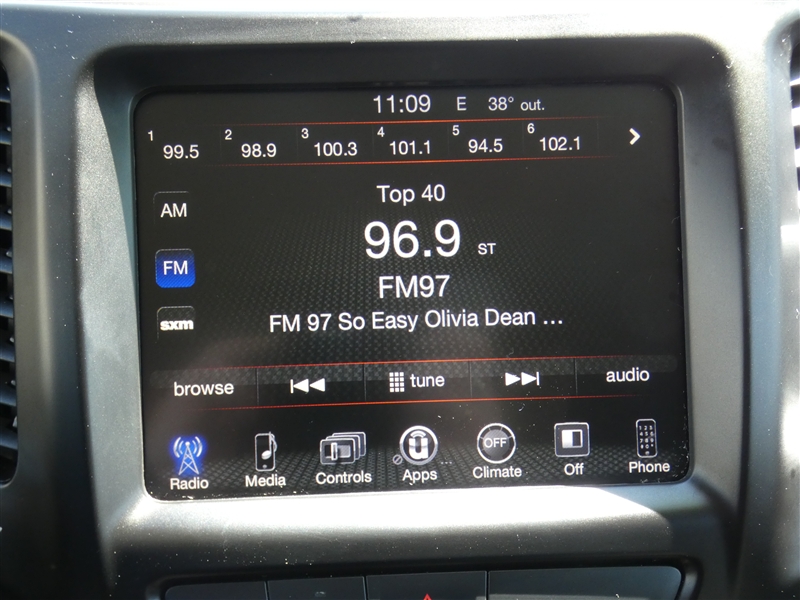 11:09 E 38° out.
1 99.5 2 98.9 3 100.3 4 101.1 5 94.5 6 102.1
Top 40
AM
96.9 ST
FM
FM97
sxm
FM 97 So Easy Olivia Dean ...
browse tune audio
OFF
Radio Media Controls Apps Climate Off Phone